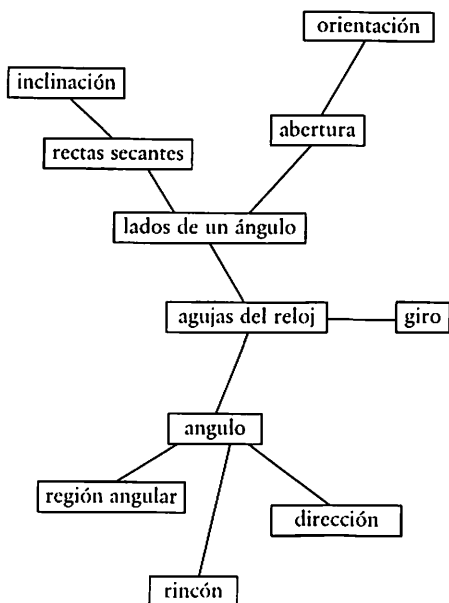 orientación
inclinación
abertura
rectas secantes
lados de un ángulo
agujas del reloj
giro
angulo
región angular
dirección
rincón